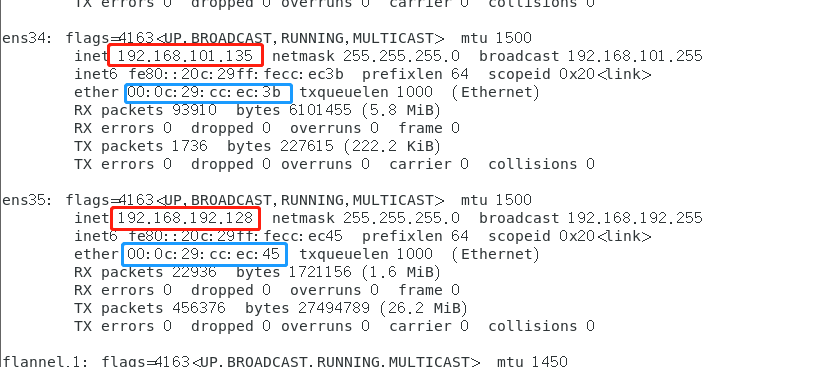 TX errors 0 dropped 0 overruns 0 carrier 0 collisions 0
ens34: flags=4163<UP,BROADCAST,RUNNING,MULTICAST> mtu 1500
inet 192.168.101.135 netmask 255.255.255.0 broadcast 192.168.101.255
inet6 fe80::20c:29ff:fecc:ec3b prefixlen 64 scopeid 0x20<link>
ether 00:0c:29:cc:ec:3b txqueuelen 1000 (Ethernet)
RX packets 93910 bytes 6101455 (5.8 MiB)
RX errors 0 dropped 0 overruns 0 frame 0
TX packets 1736 bytes 227615 (222.2 KiB)
TX errors 0 dropped 0 overruns 0 carrier 0 collisions 0
ens35: flags=4163<UP,BROADCAST,RUNNING,MULTICAST> mtu 1500
inet 192.168.192.128 netmask 255.255.255.0 broadcast 192.168.192.255
inet6 fe80::20c:29ff:fecc:ec45 prefixlen 64 scopeid 0x20<link>
ether 00:0c:29:cc:ec:45 txqueuelen 1000 (Ethernet)
RX packets 22936 bytes 1721156 (1.6 MiB)
RX errors 0 dropped 0 overruns 0 frame 0
TX packets 456376 bytes 27494789 (26.2 MiB)
TX errors 0 dropped 0 overruns 0 carrier 0 collisions 0
flannel.1: flags=4163<UP,BROADCAST,RUNNING,MULTICAST> mtu 1450